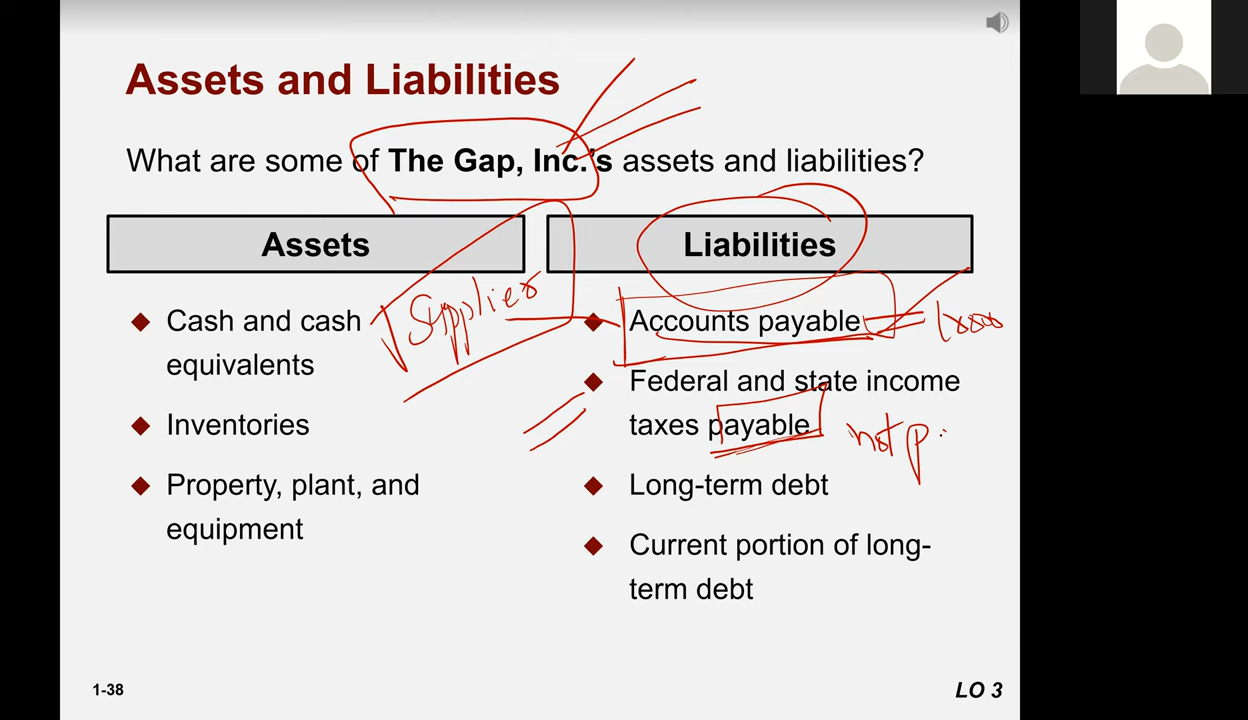 Assets and Liabilities
What are some of The Gap, Inc.'s assets and liabilities?
Assets
Cash and cash
equivalents
Inventories
Property, plant, and
equipment
Supplier
Liabilities
Accounts payable
Federal and state income
taxes payable
not p
Long-term debt
Current portion of long-
term debt
1-38
LO 3